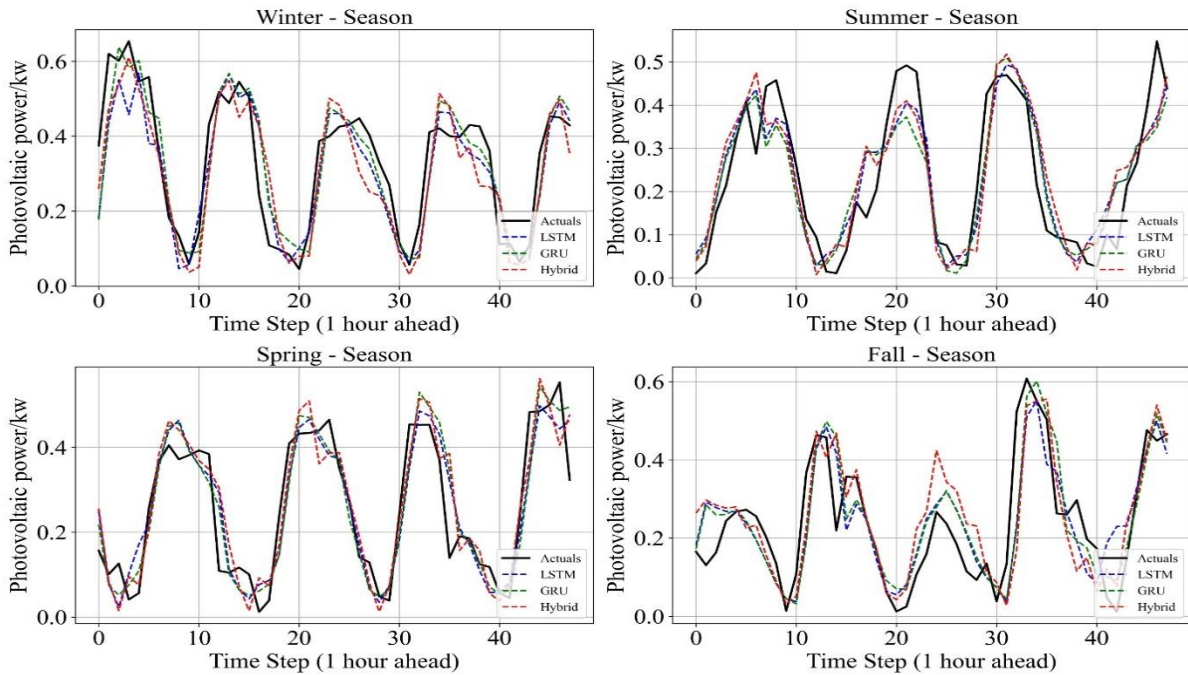 Winter - Season
Photovoltaic power/kw
0.6
0.4
0.2
0.0
0 10 20 30 40
Time Step (1 hour ahead)
Actuals
LSTM
GRU
Hybrid
Summer - Season
Photovoltaic power/kw
0.5
0.4
0.3
0.2
0.1
0.0
0 10 20 30 40
Time Step (1 hour ahead)
Actuals
LSTM
GRU
Hybrid
Spring - Season
Photovoltaic power/kw
0.4
0.2
0.0
0 10 20 30 40
Time Step (1 hour ahead)
Actuals
LSTM
GRU
Hybrid
Fall - Season
Photovoltaic power/kw
0.6
0.4
0.2
0.0
0 10 20 30 40
Time Step (1 hour ahead)
Actuals
LSTM
GRU
Hybrid